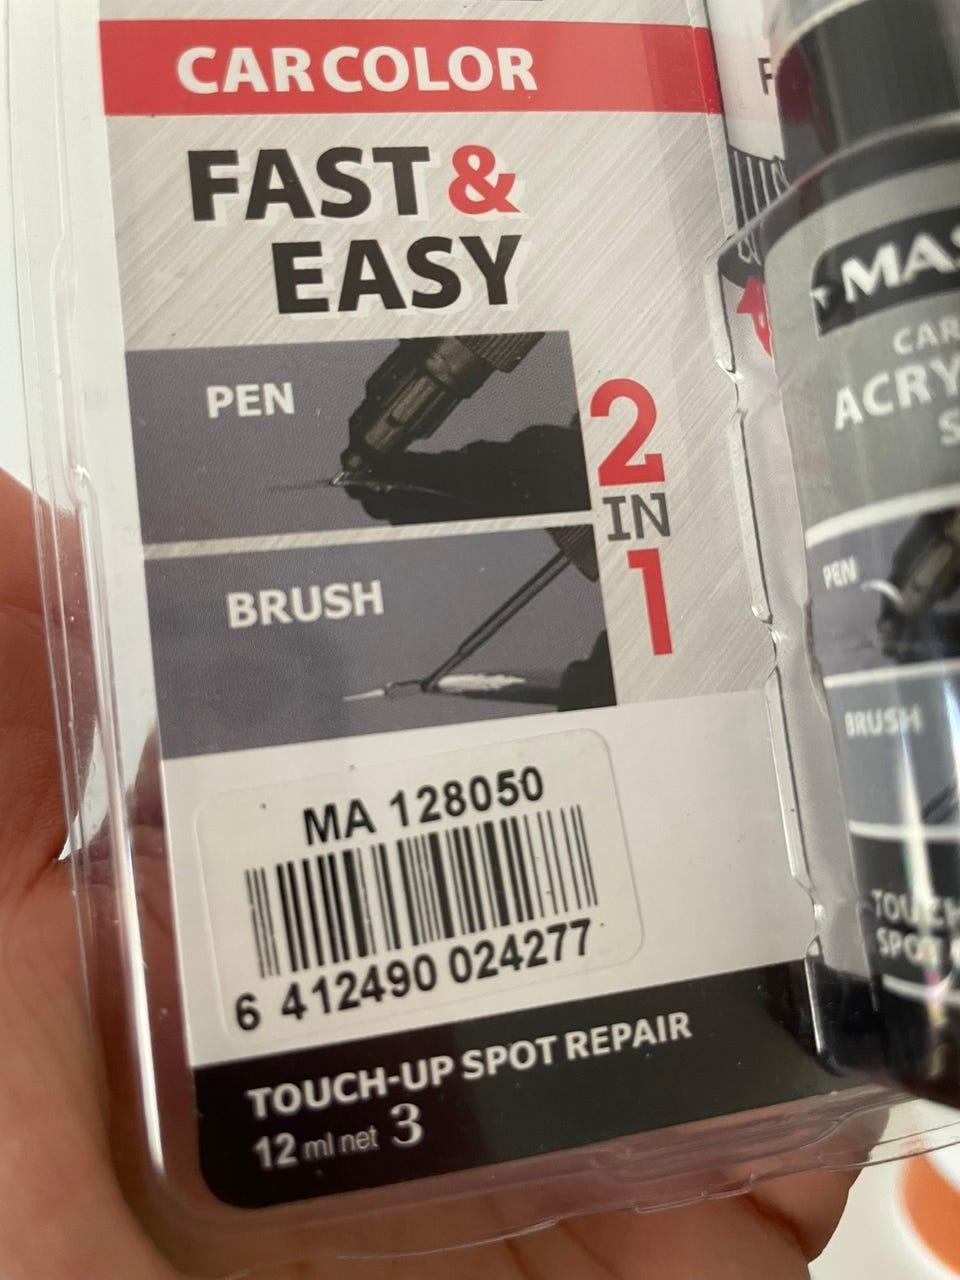 CAR COLOR
FAST &
EASY
PEN
2
IN
1
BRUSH
MA 128050
6 412490 024277
TOUCH-UP SPOT REPAIR
12 ml net 3
CAR
PEN
BRUSH